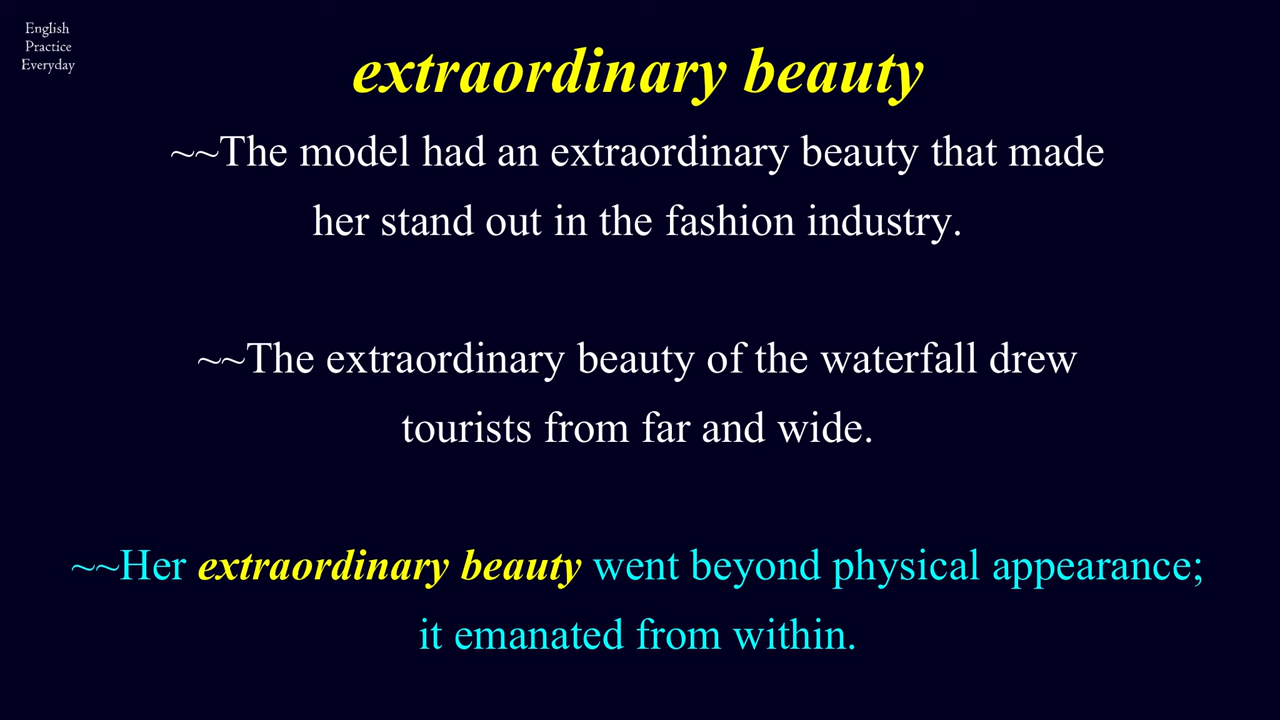 English
Practice
Everyday
extraordinary beauty
~~The model had an extraordinary beauty that made
her stand out in the fashion industry.
~~The extraordinary beauty of the waterfall drew
tourists from far and wide.
~~Her extraordinary beauty went beyond physical appearance;
it emanated from within.